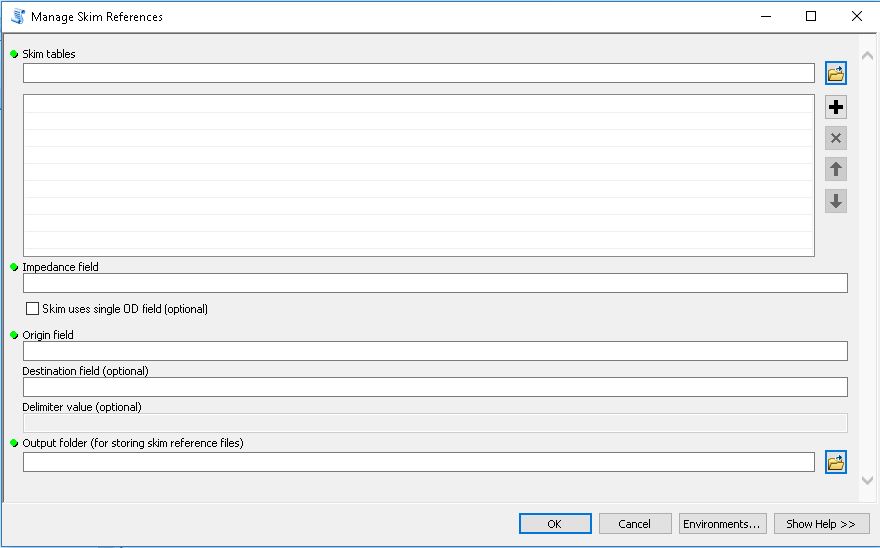 Manage Skim References
Skim tables
Impedance field
Skim uses single OD field (optional)
Origin field
Destination field (optional)
Delimiter value (optional)
Output folder (for storing skim reference files)
OK
Cancel
Environments...
Show Help >>